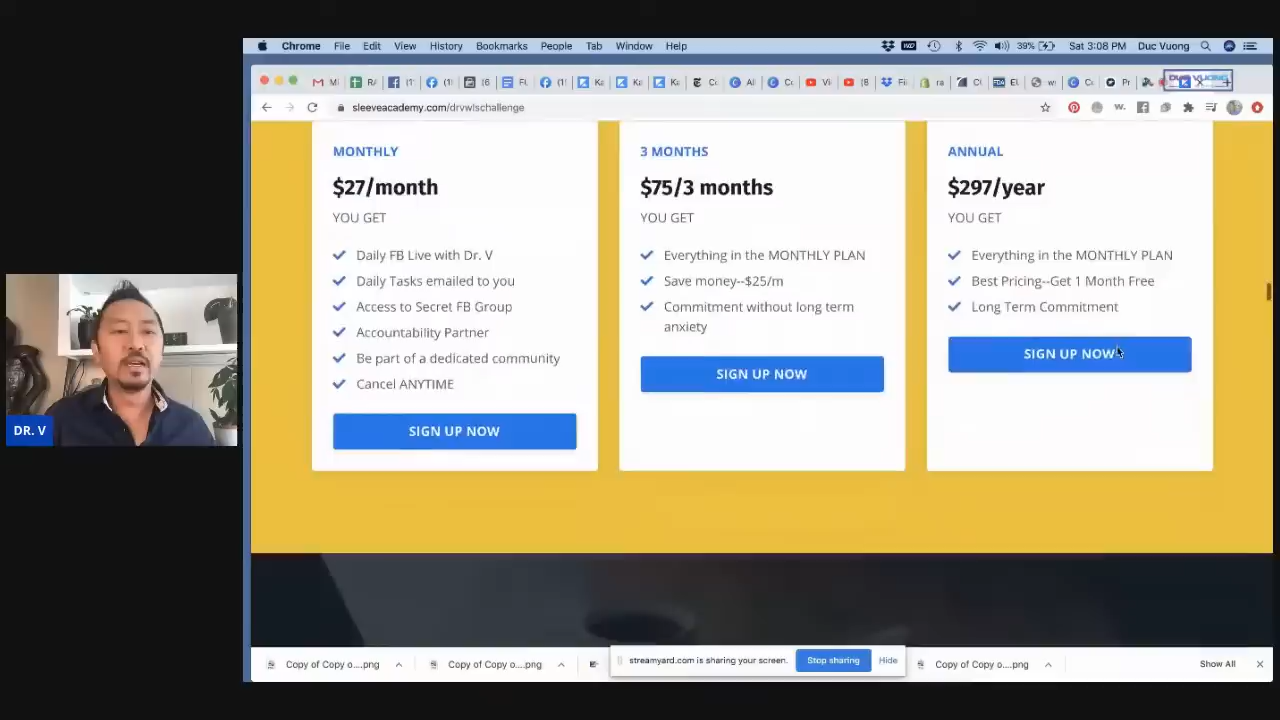 Chrome File Edit View History Bookmarks People Tab Window Help
39% Sat 3:08 PM Duc Vuong
sleeveacademy.com/drvwlschallenge
MONTHLY
$27/month
YOU GET
Daily FB Live with Dr. V
Daily Tasks emailed to you
Access to Secret FB Group
Accountability Partner
Be part of a dedicated community
Cancel ANYTIME
SIGN UP NOW
3 MONTHS
$75/3 months
YOU GET
Everything in the MONTHLY PLAN
Save money--$25/m
Commitment without long term
anxiety
SIGN UP NOW
ANNUAL
$297/year
YOU GET
Everything in the MONTHLY PLAN
Best Pricing--Get 1 Month Free
Long Term Commitment
SIGN UP NOW
DR. V
Copy of Copy o....png
Copy of Copy o....png
streamyard.com is sharing your screen.
Stop sharing
Hide
Copy of Copy o....png
Show All